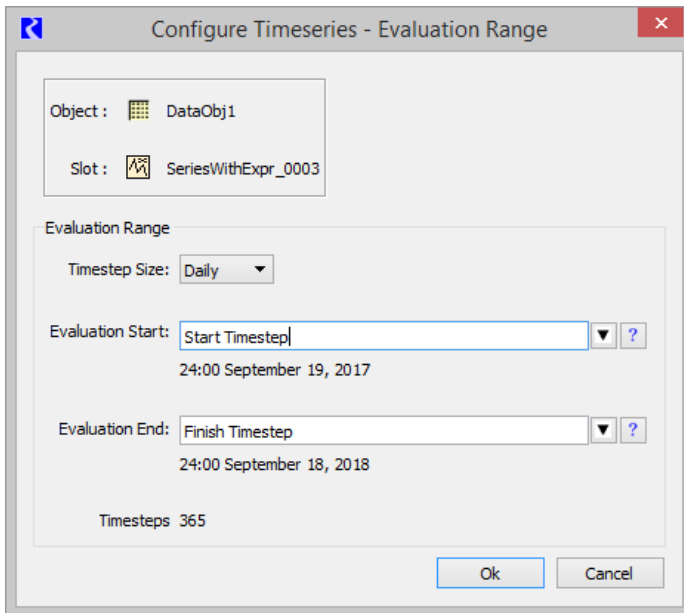 Configure Timeseries - Evaluation Range
Object : DataObj1
Slot : SeriesWithExpr_0003
Evaluation Range
Timestep Size: Daily
Evaluation Start: Start Timestep ?
24:00 September 19, 2017
Evaluation End: Finish Timestep ?
24:00 September 18, 2018
Timesteps 365
Ok Cancel